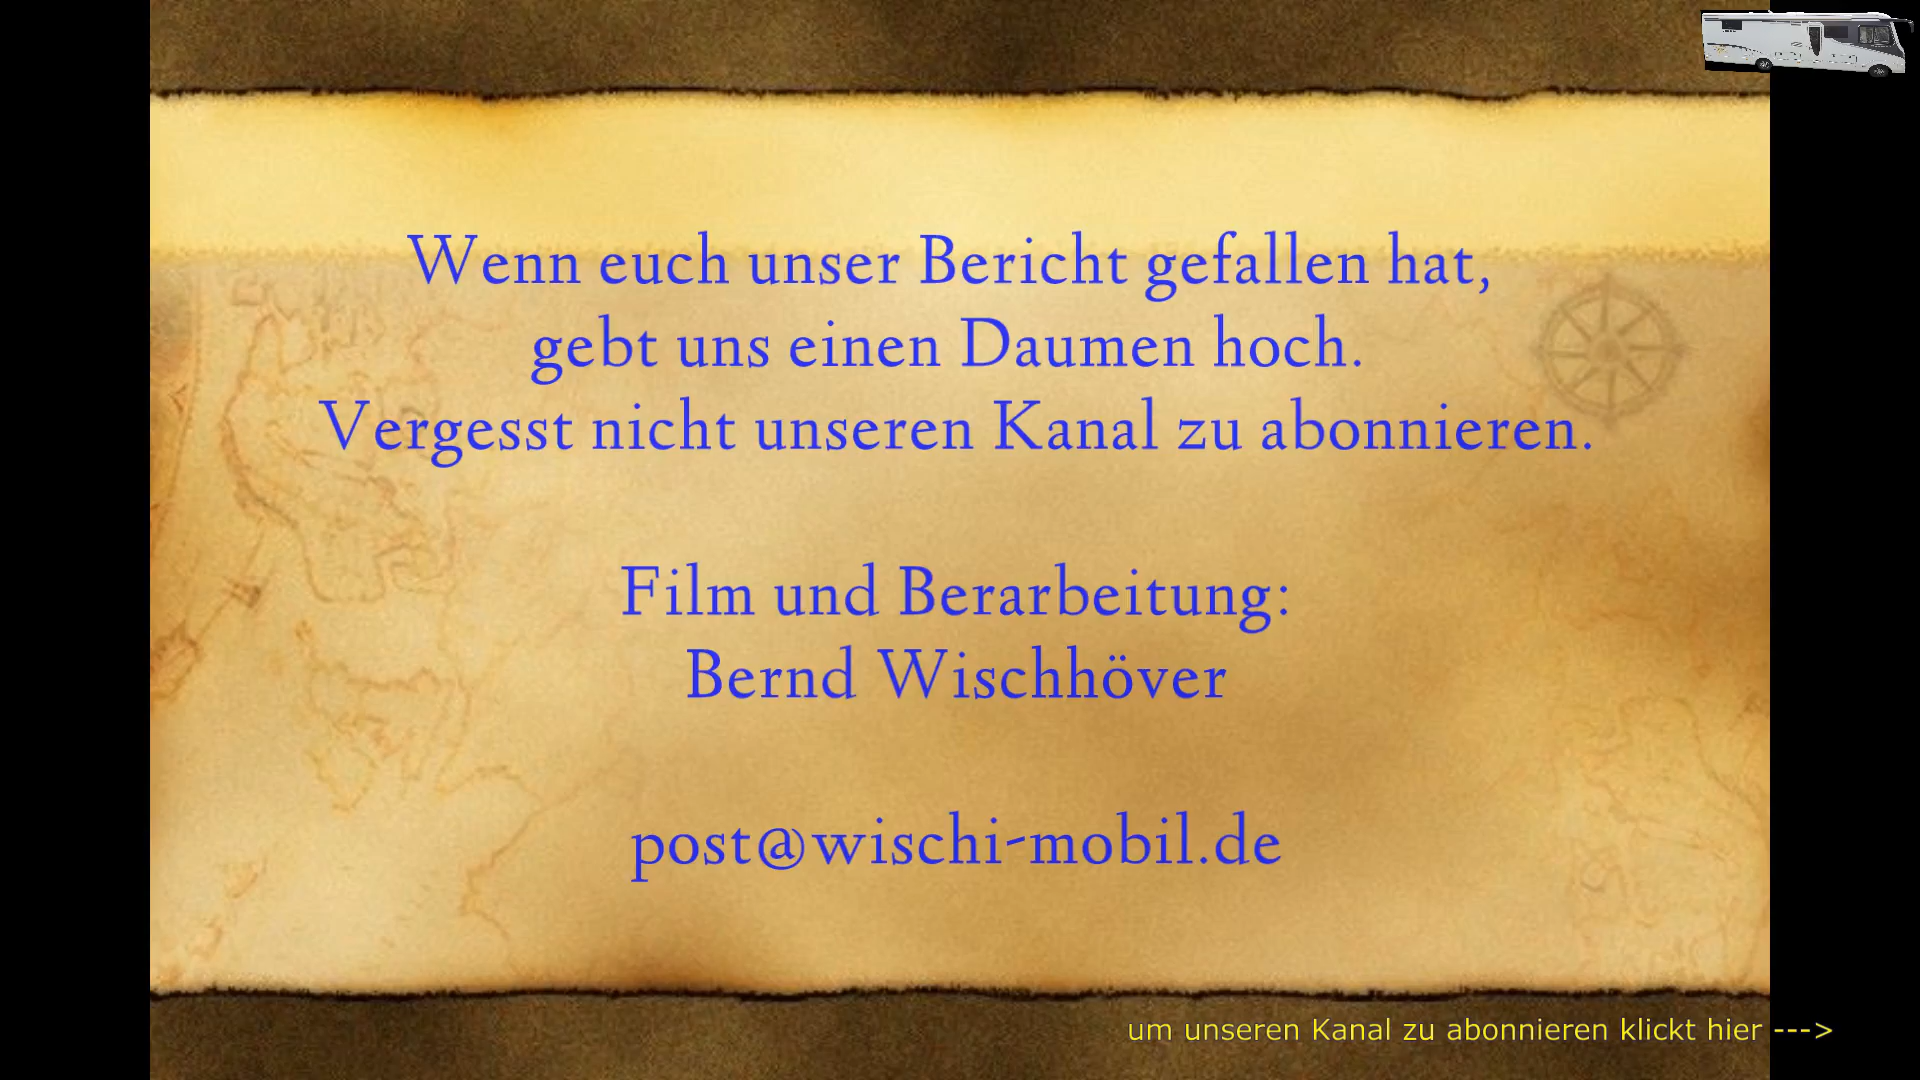 Wenn euch unser Bericht gefallen hat,
gebt uns einen Daumen hoch.
Vergesst nicht unseren Kanal zu abonnieren.
Film und Berarbeitung:
Bernd Wischhöver
post@wischi-mobil.de
um unseren Kanal zu abonnieren klickt hier --->